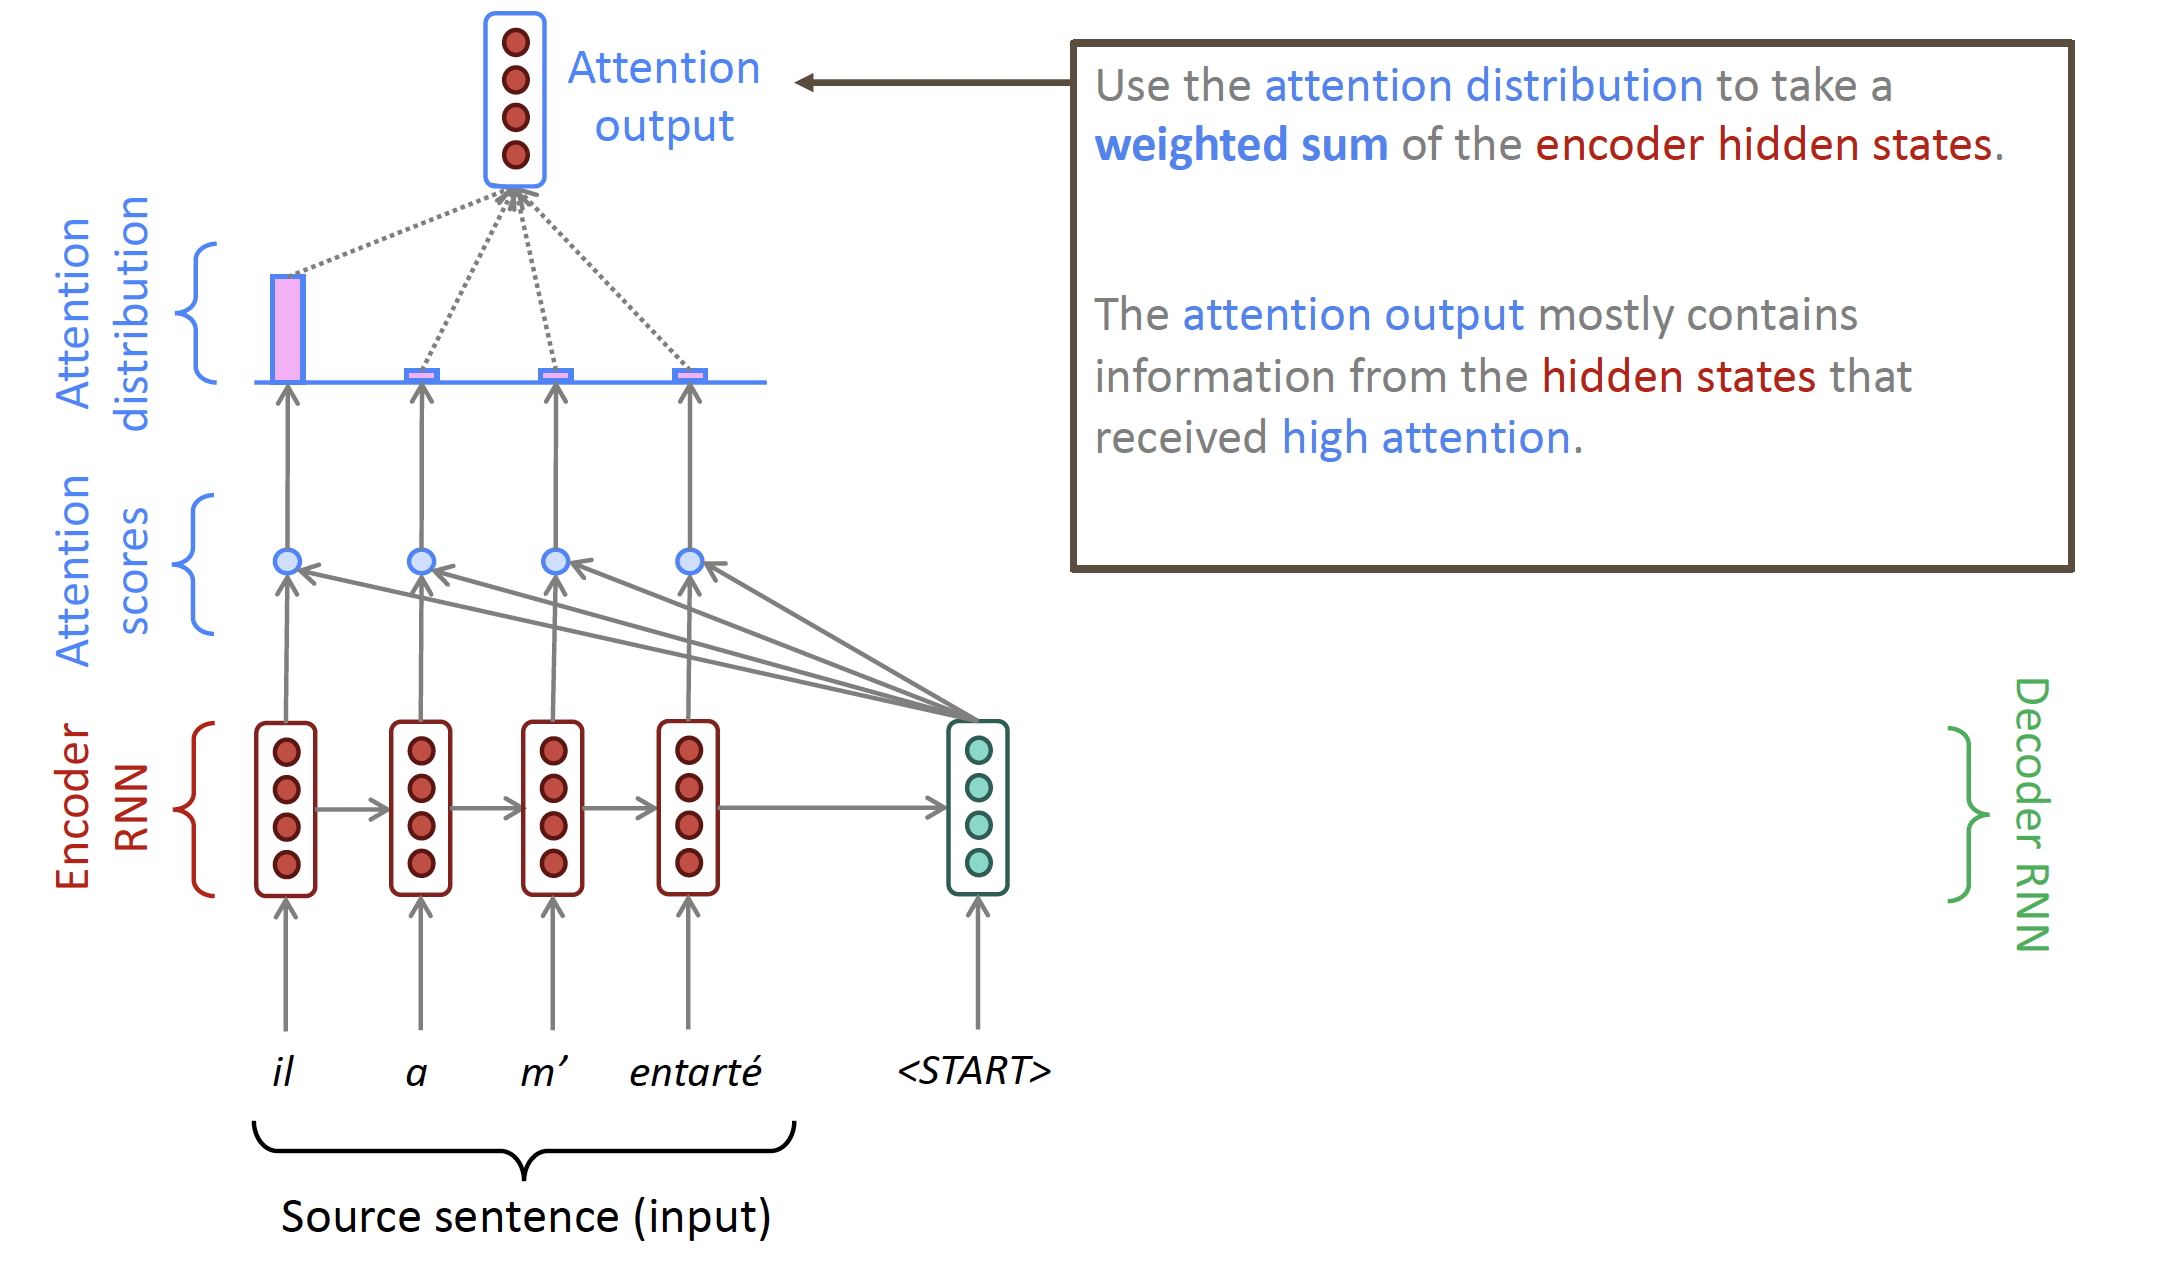 Attention
output
Use the attention distribution to take a
weighted sum of the encoder hidden states.
The attention output mostly contains
information from the hidden states that
received high attention.
Attention
distribution
Attention
scores
Encoder
RNN
Decoder RNN
il a m’ entarté <START>
Source sentence (input)